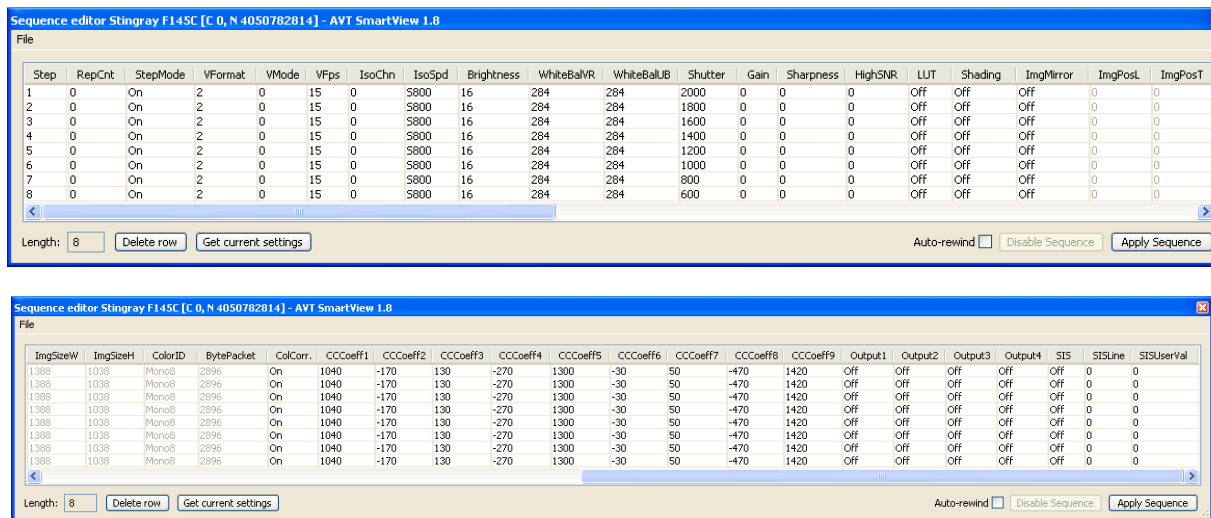 Sequence editor Stingray F145C [C 0, N 4050782814] - AVT SmartView 1.8
File
Step RepCnt StepMode VFormat VMode VFps IsoChn IsoSpd Brightness WhiteBalVR WhiteBalUB Shutter Gain Sharpness HighSNR LUT Shading ImgMirror ImgPosL ImgPosT
1 0 On 2 0 15 0 S800 16 284 284 2000 0 0 0 Off Off Off 0 0
2 0 On 2 0 15 0 S800 16 284 284 1800 0 0 0 Off Off Off 0 0
3 0 On 2 0 15 0 S800 16 284 284 1600 0 0 0 Off Off Off 0 0
4 0 On 2 0 15 0 S800 16 284 284 1400 0 0 0 Off Off Off 0 0
5 0 On 2 0 15 0 S800 16 284 284 1200 0 0 0 Off Off Off 0 0
6 0 On 2 0 15 0 S800 16 284 284 1000 0 0 0 Off Off Off 0 0
7 0 On 2 0 15 0 S800 16 284 284 800 0 0 0 Off Off Off 0 0
8 0 On 2 0 15 0 S800 16 284 284 600 0 0 0 Off Off Off 0 0
Length: 8 Delete row Get current settings Auto-rewind Disable Sequence Apply Sequence
Sequence editor Stingray F145C [C 0, N 4050782814] - AVT SmartView 1.8
File
ImgSizeW ImgSizeH ColorID BytePacket ColCorr. CCCoeff1 CCCoeff2 CCCoeff3 CCCoeff4 CCCoeff5 CCCoeff6 CCCoeff7 CCCoeff8 CCCoeff9 Output1 Output2 Output3 Output4 SIS SISLine SISUserVal
1388 1038 Mono8 2896 On 1040 -170 130 -270 1300 -30 50 -470 1420 Off Off Off Off Off 0 0
1388 1038 Mono8 2896 On 1040 -170 130 -270 1300 -30 50 -470 1420 Off Off Off Off Off 0 0
1388 1038 Mono8 2896 On 1040 -170 130 -270 1300 -30 50 -470 1420 Off Off Off Off Off 0 0
1388 1038 Mono8 2896 On 1040 -170 130 -270 1300 -30 50 -470 1420 Off Off Off Off Off 0 0
1388 1038 Mono8 2896 On 1040 -170 130 -270 1300 -30 50 -470 1420 Off Off Off Off Off 0 0
1388 1038 Mono8 2896 On 1040 -170 130 -270 1300 -30 50 -470 1420 Off Off Off Off Off 0 0
1388 1038 Mono8 2896 On 1040 -170 130 -270 1300 -30 50 -470 1420 Off Off Off Off Off 0 0
1388 1038 Mono8 2896 On 1040 -170 130 -270 1300 -30 50 -470 1420 Off Off Off Off Off 0 0
Length: 8 Delete row Get current settings Auto-rewind Disable Sequence Apply Sequence